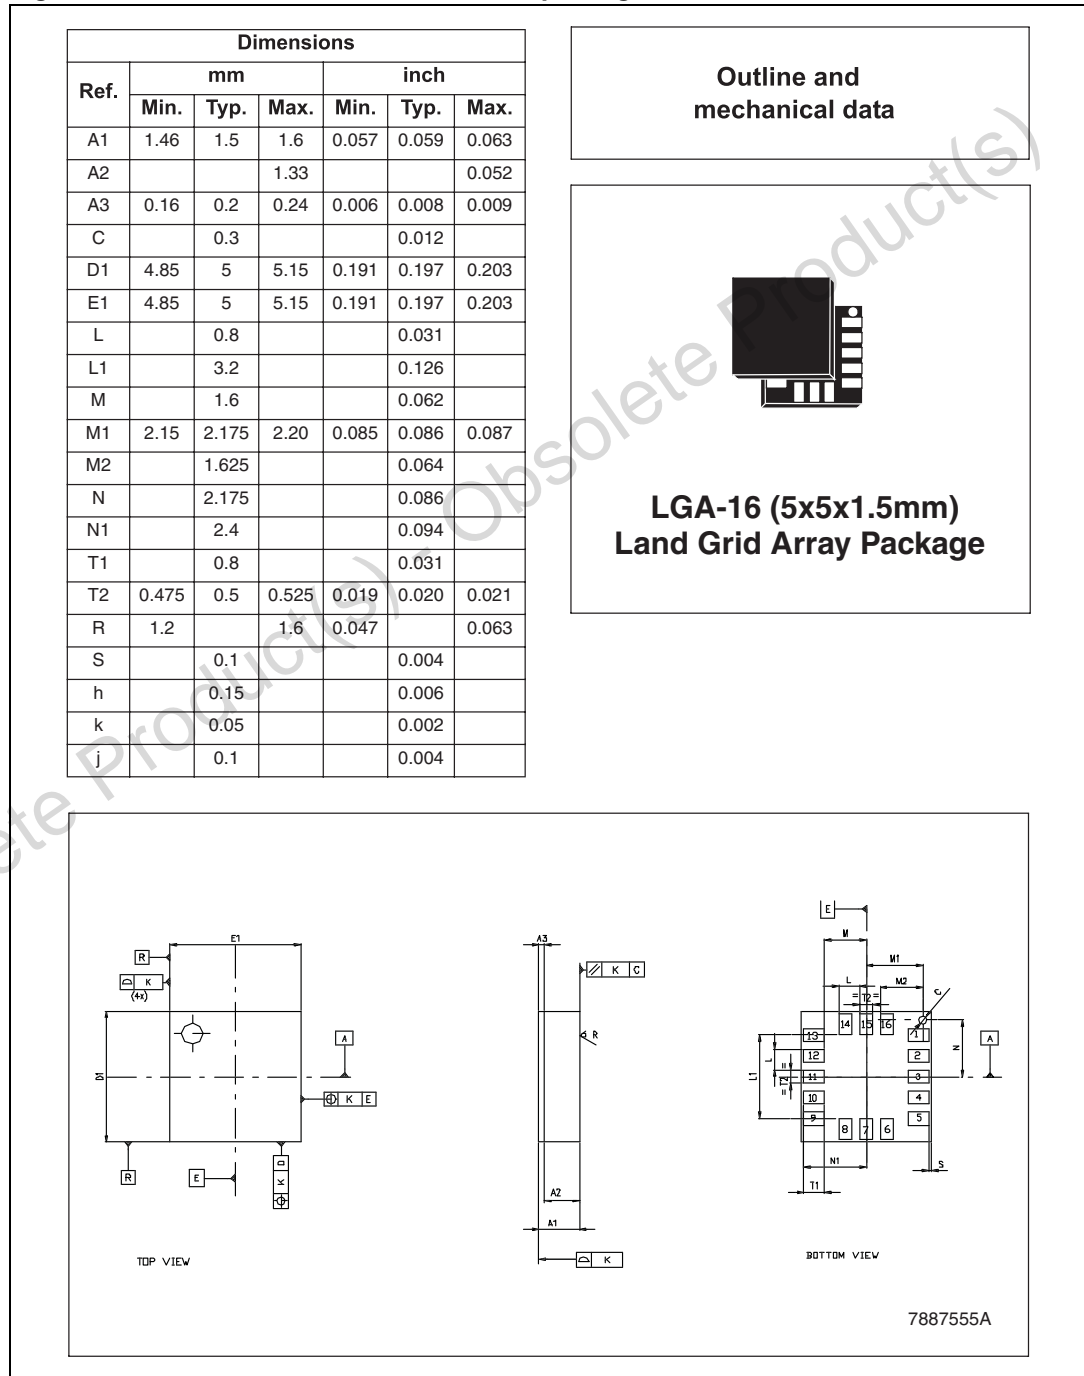 Dimensions
Ref. mm inch
Min. Typ. Max. Min. Typ. Max.
A1 1.46 1.5 1.6 0.057 0.059 0.063
A2 1.33 0.052
A3 0.16 0.2 0.24 0.006 0.008 0.009
C 0.3 0.012
D1 4.85 5 5.15 0.191 0.197 0.203
E1 4.85 5 5.15 0.191 0.197 0.203
L 0.8 0.031
L1 3.2 0.126
M 1.6 0.062
M1 2.15 2.175 2.20 0.085 0.086 0.087
M2 1.625 0.064
N 2.175 0.086
N1 2.4 0.094
T1 0.8 0.031
T2 0.475 0.5 0.525 0.019 0.020 0.021
R 1.2 1.6 0.047 0.063
S 0.1 0.004
h 0.15 0.006
k 0.05 0.002
j 0.1 0.004
Outline and
mechanical data
LGA-16 (5x5x1.5mm)
Land Grid Array Package
Obsolete Product(s) - Obsolete Product(s)
E1
R
D K
(4x)
D1
A
K E
R
E
K D
TOP VIEW
A3
K C
R
A2
A1
D K
E
M
M1
L
M2
= T2 =
C
14 15 16
13 1
12 2
11 3
10 4
9 5
8 7 6
L1
L
= T2 =
N
A
N1
S
T1
BOTTOM VIEW
7887555A